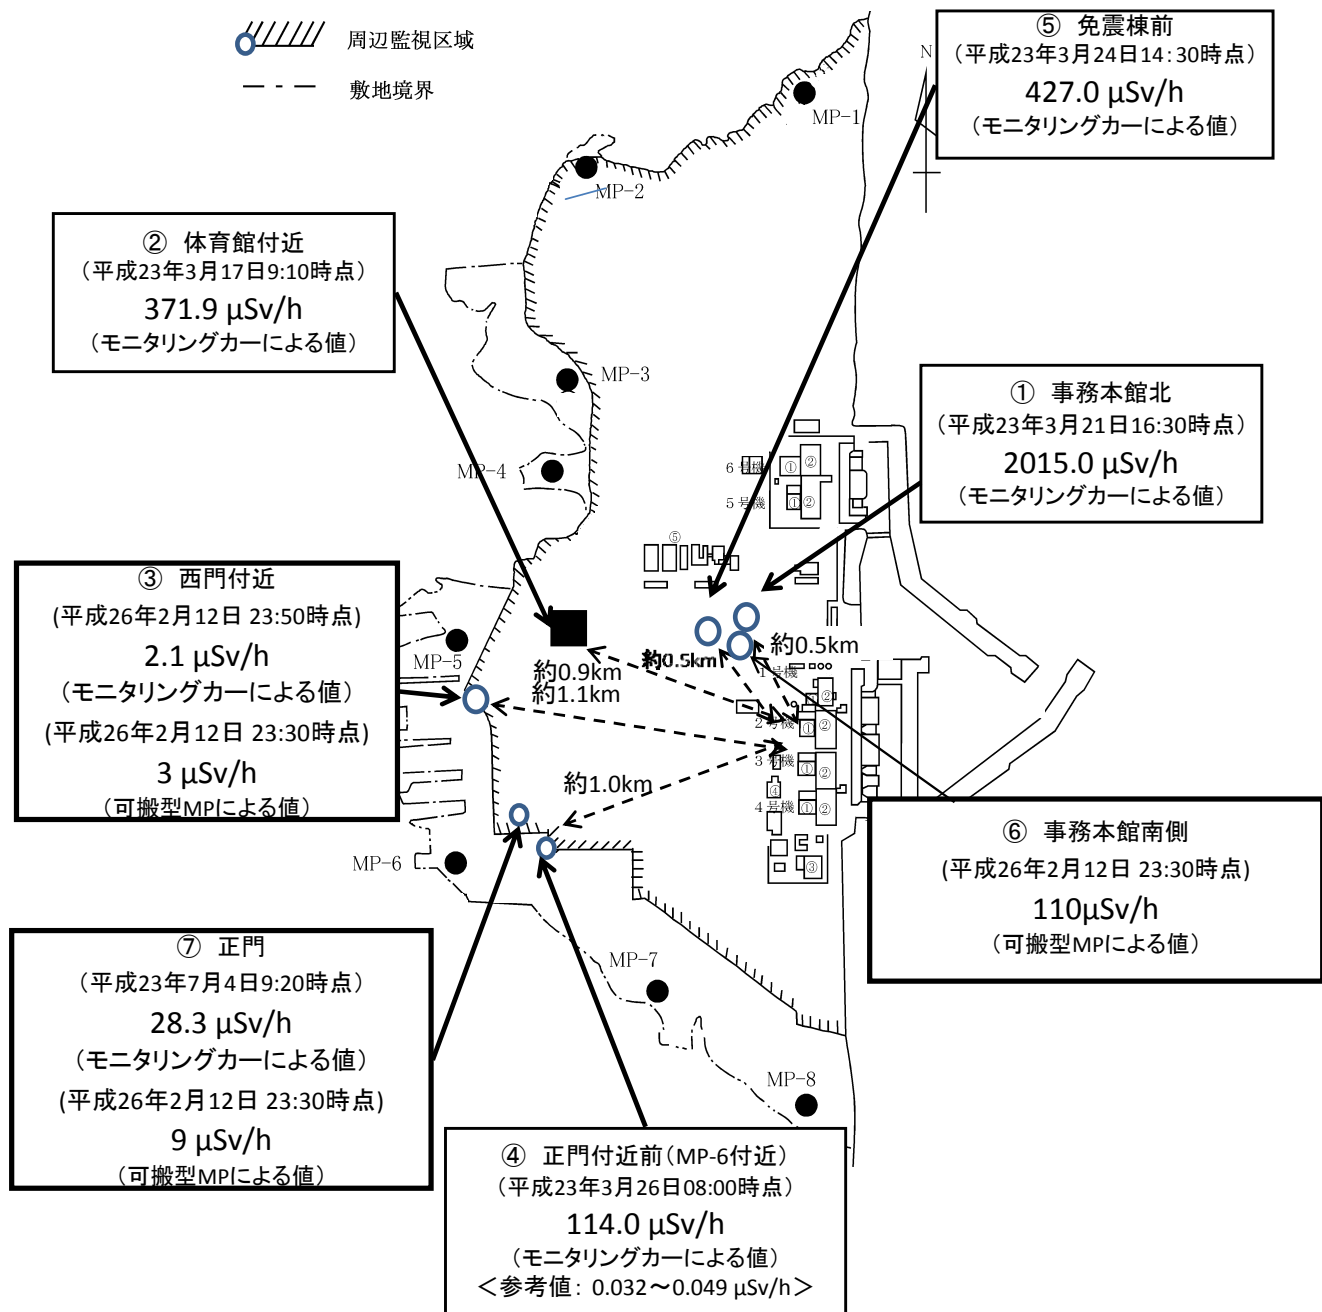 周辺監視区域
敷地境界
⑤ 免震棟前
（平成23年3月24日14:30時点）
427.0 μSv/h
（モニタリングカーによる値）
N
MP-1
MP-2
② 体育館付近
（平成23年3月17日9:10時点）
371.9 μSv/h
（モニタリングカーによる値）
MP-3
① 事務本館北
（平成23年3月21日16:30時点）
2015.0 μSv/h
（モニタリングカーによる値）
MP-4
6号機
① ②
5号機
① ②
⑤
③ 西門付近
(平成26年2月12日 23:50時点)
2.1 μSv/h
（モニタリングカーによる値）
(平成26年2月12日 23:30時点)
3 μSv/h
（可搬型MPによる値）
MP-5
約0.9km
約1.1km
約0.5km
約0.5km
1号機
②
2号機
① ②
3号機
① ②
約1.0km
④
4号機
① ②
③
MP-6
⑥ 事務本館南側
(平成26年2月12日 23:30時点)
110μSv/h
（可搬型MPによる値）
⑦ 正門
（平成23年7月4日9:20時点）
28.3 μSv/h
（モニタリングカーによる値）
(平成26年2月12日 23:30時点)
9 μSv/h
（可搬型MPによる値）
MP-7
MP-8
④ 正門付近前（MP-6付近）
（平成23年3月26日08:00時点）
114.0 μSv/h
（モニタリングカーによる値）
＜参考値: 0.032～0.049 μSv/h＞